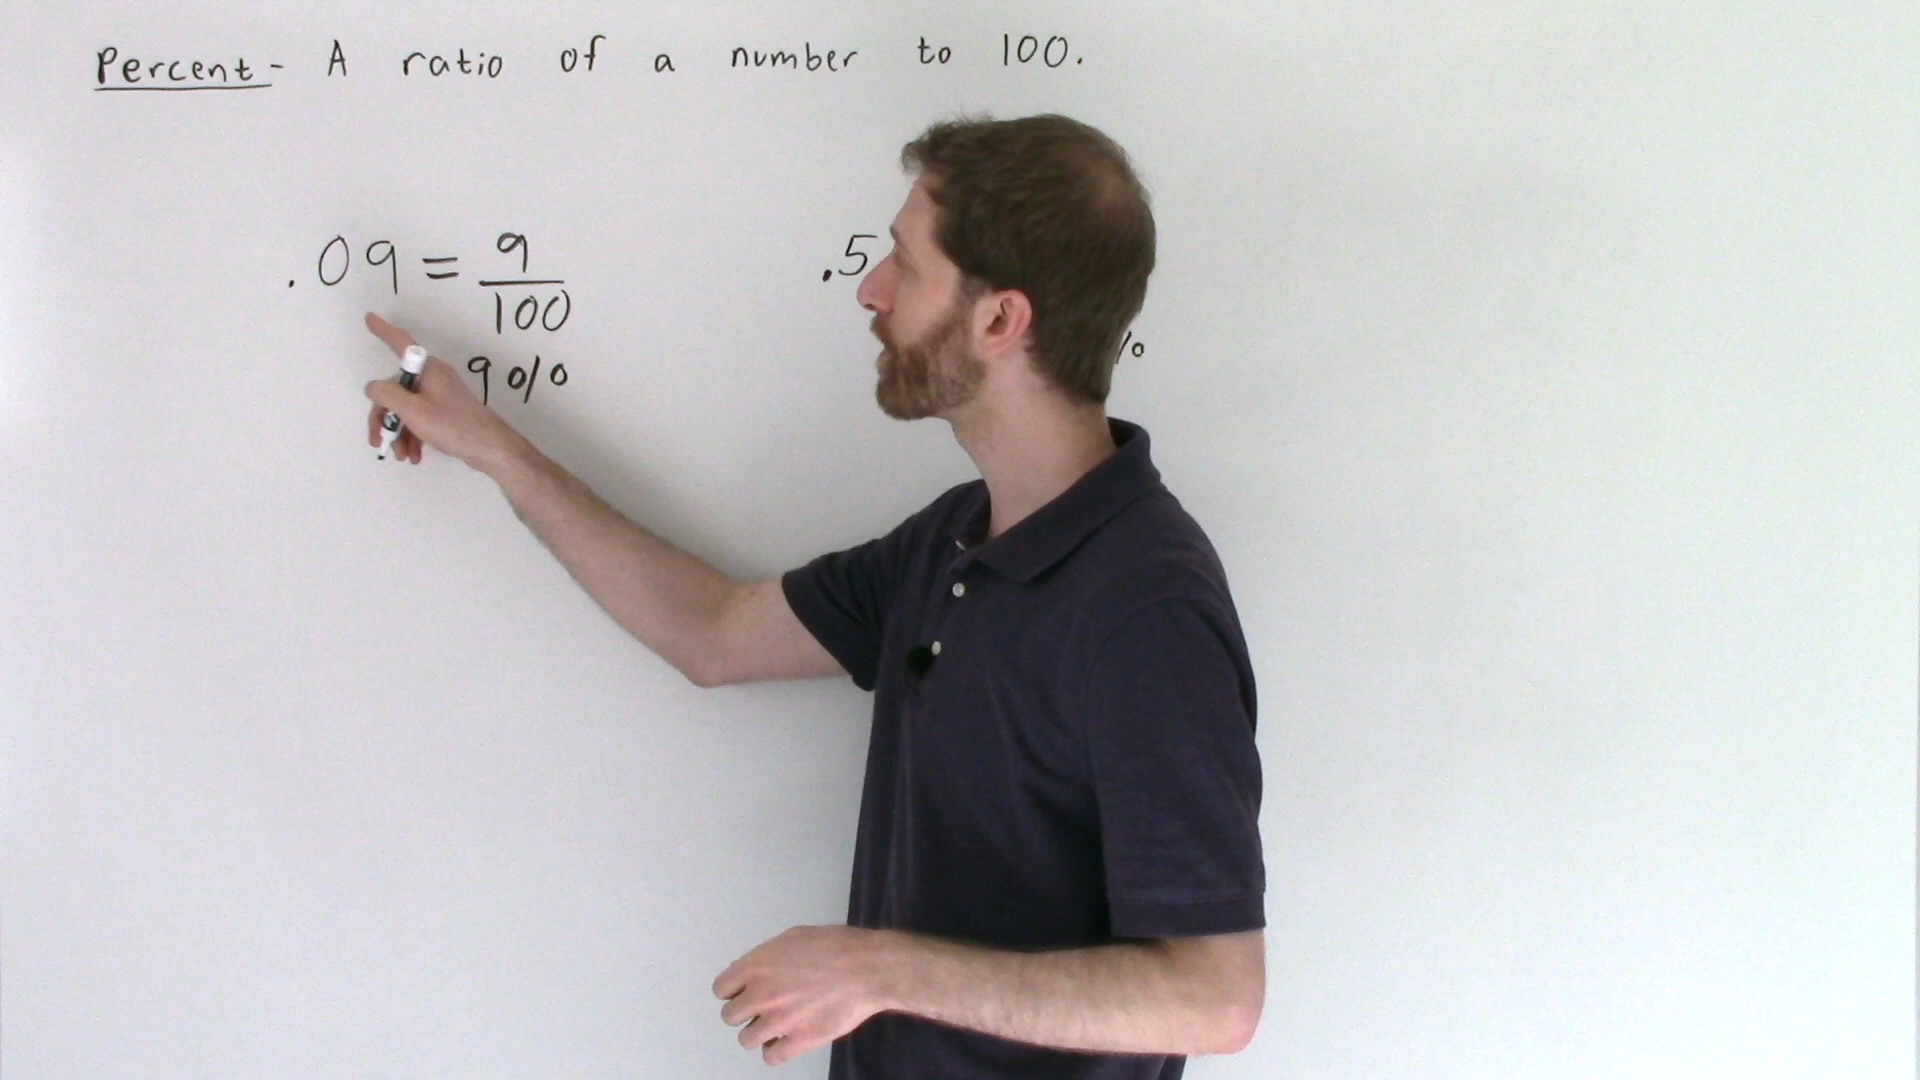 Percent - A ratio of a number to 100.
.09 = 9/100
9%
.5
%